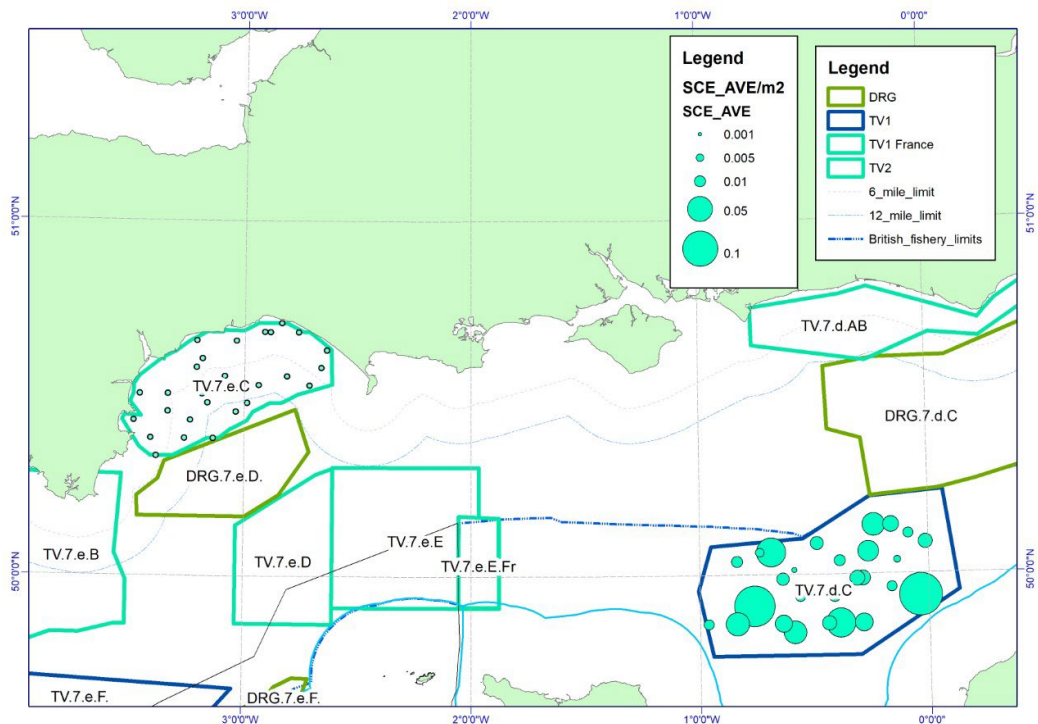 3°0'0"W 2°0'0"W 1°0'0"W 0°0'0"
Legend
SCE_AVE/m2
SCE_AVE
0.001
0.005
0.01
0.05
0.1
Legend
DRG
TV1
TV1 France
TV2
6_mile_limit
12_mile_limit
British_fishery_limits
51°0'0"N
51°0'0"N
TV.7.d.AB
TV.7.e.C
DRG.7.d.C
DRG.7.e.D.
TV.7.e.B
TV.7.e.D
TV.7.e.E
TV.7.e.E.Fr
50°0'0"N
50°0'0"N
TV.7.d.C
TV.7.e.F.
DRG.7.e.F.
3°0'0"W 2°0'0"W 1°0'0"W 0°0'0"